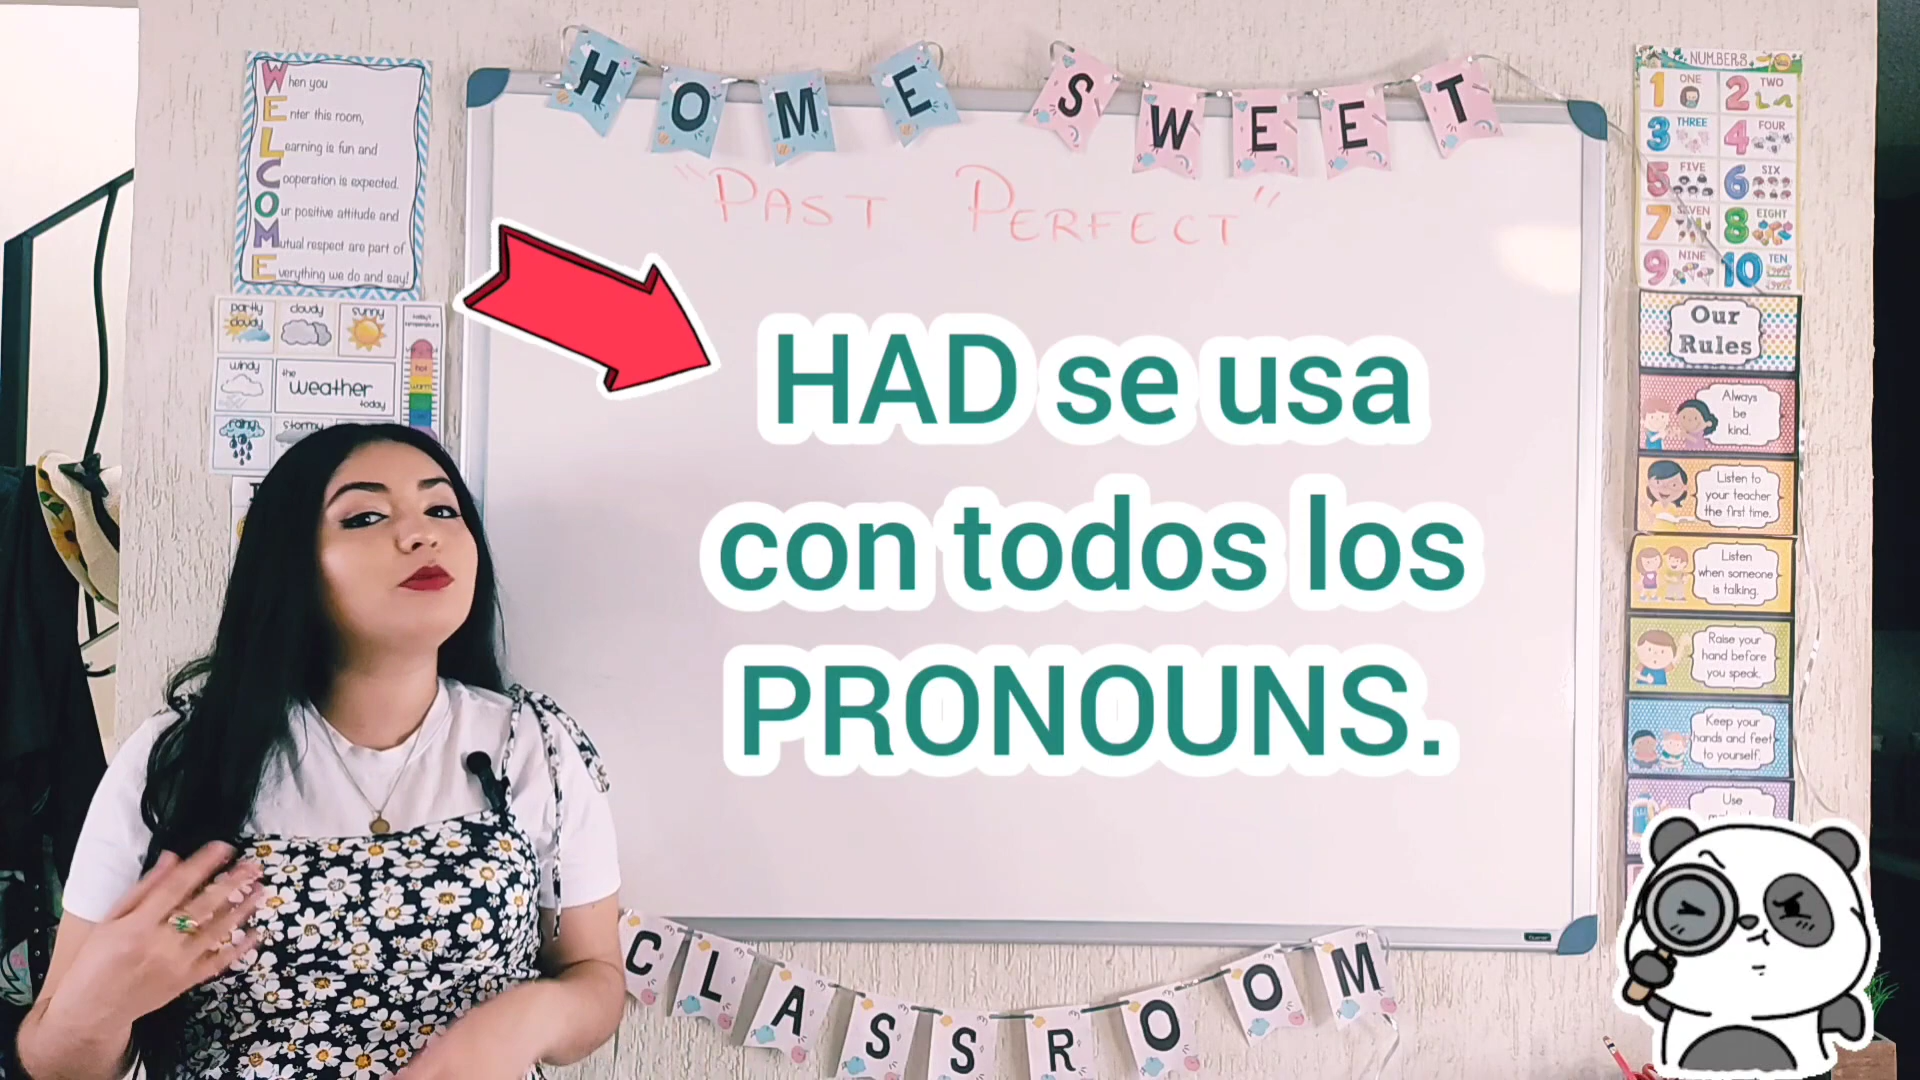 HOME SWEET
"PAST PERFECT"
HAD se usa
con todos los
PRONOUNS.
CLASSROOM
When you
Enter this room,
Learning is fun and
Cooperation is expected.
Our positive attitude and
Mutual respect are part of
Everything we do and say!
partly cloudy
cloudy
sunny
today's temperature
windy
the
weather
today
hot
warm
rainy
stormy
NUMBERS
1 ONE
2 TWO
3 THREE
4 FOUR
5 FIVE
6 SIX
7 SEVEN
8 EIGHT
9 NINE
10 TEN
Our
Rules
Always
be
kind.
Listen to
your teacher
the first time.
Listen
when someone
is talking.
Raise your
hand before
you speak.
Keep your
hands and feet
to yourself.
Use